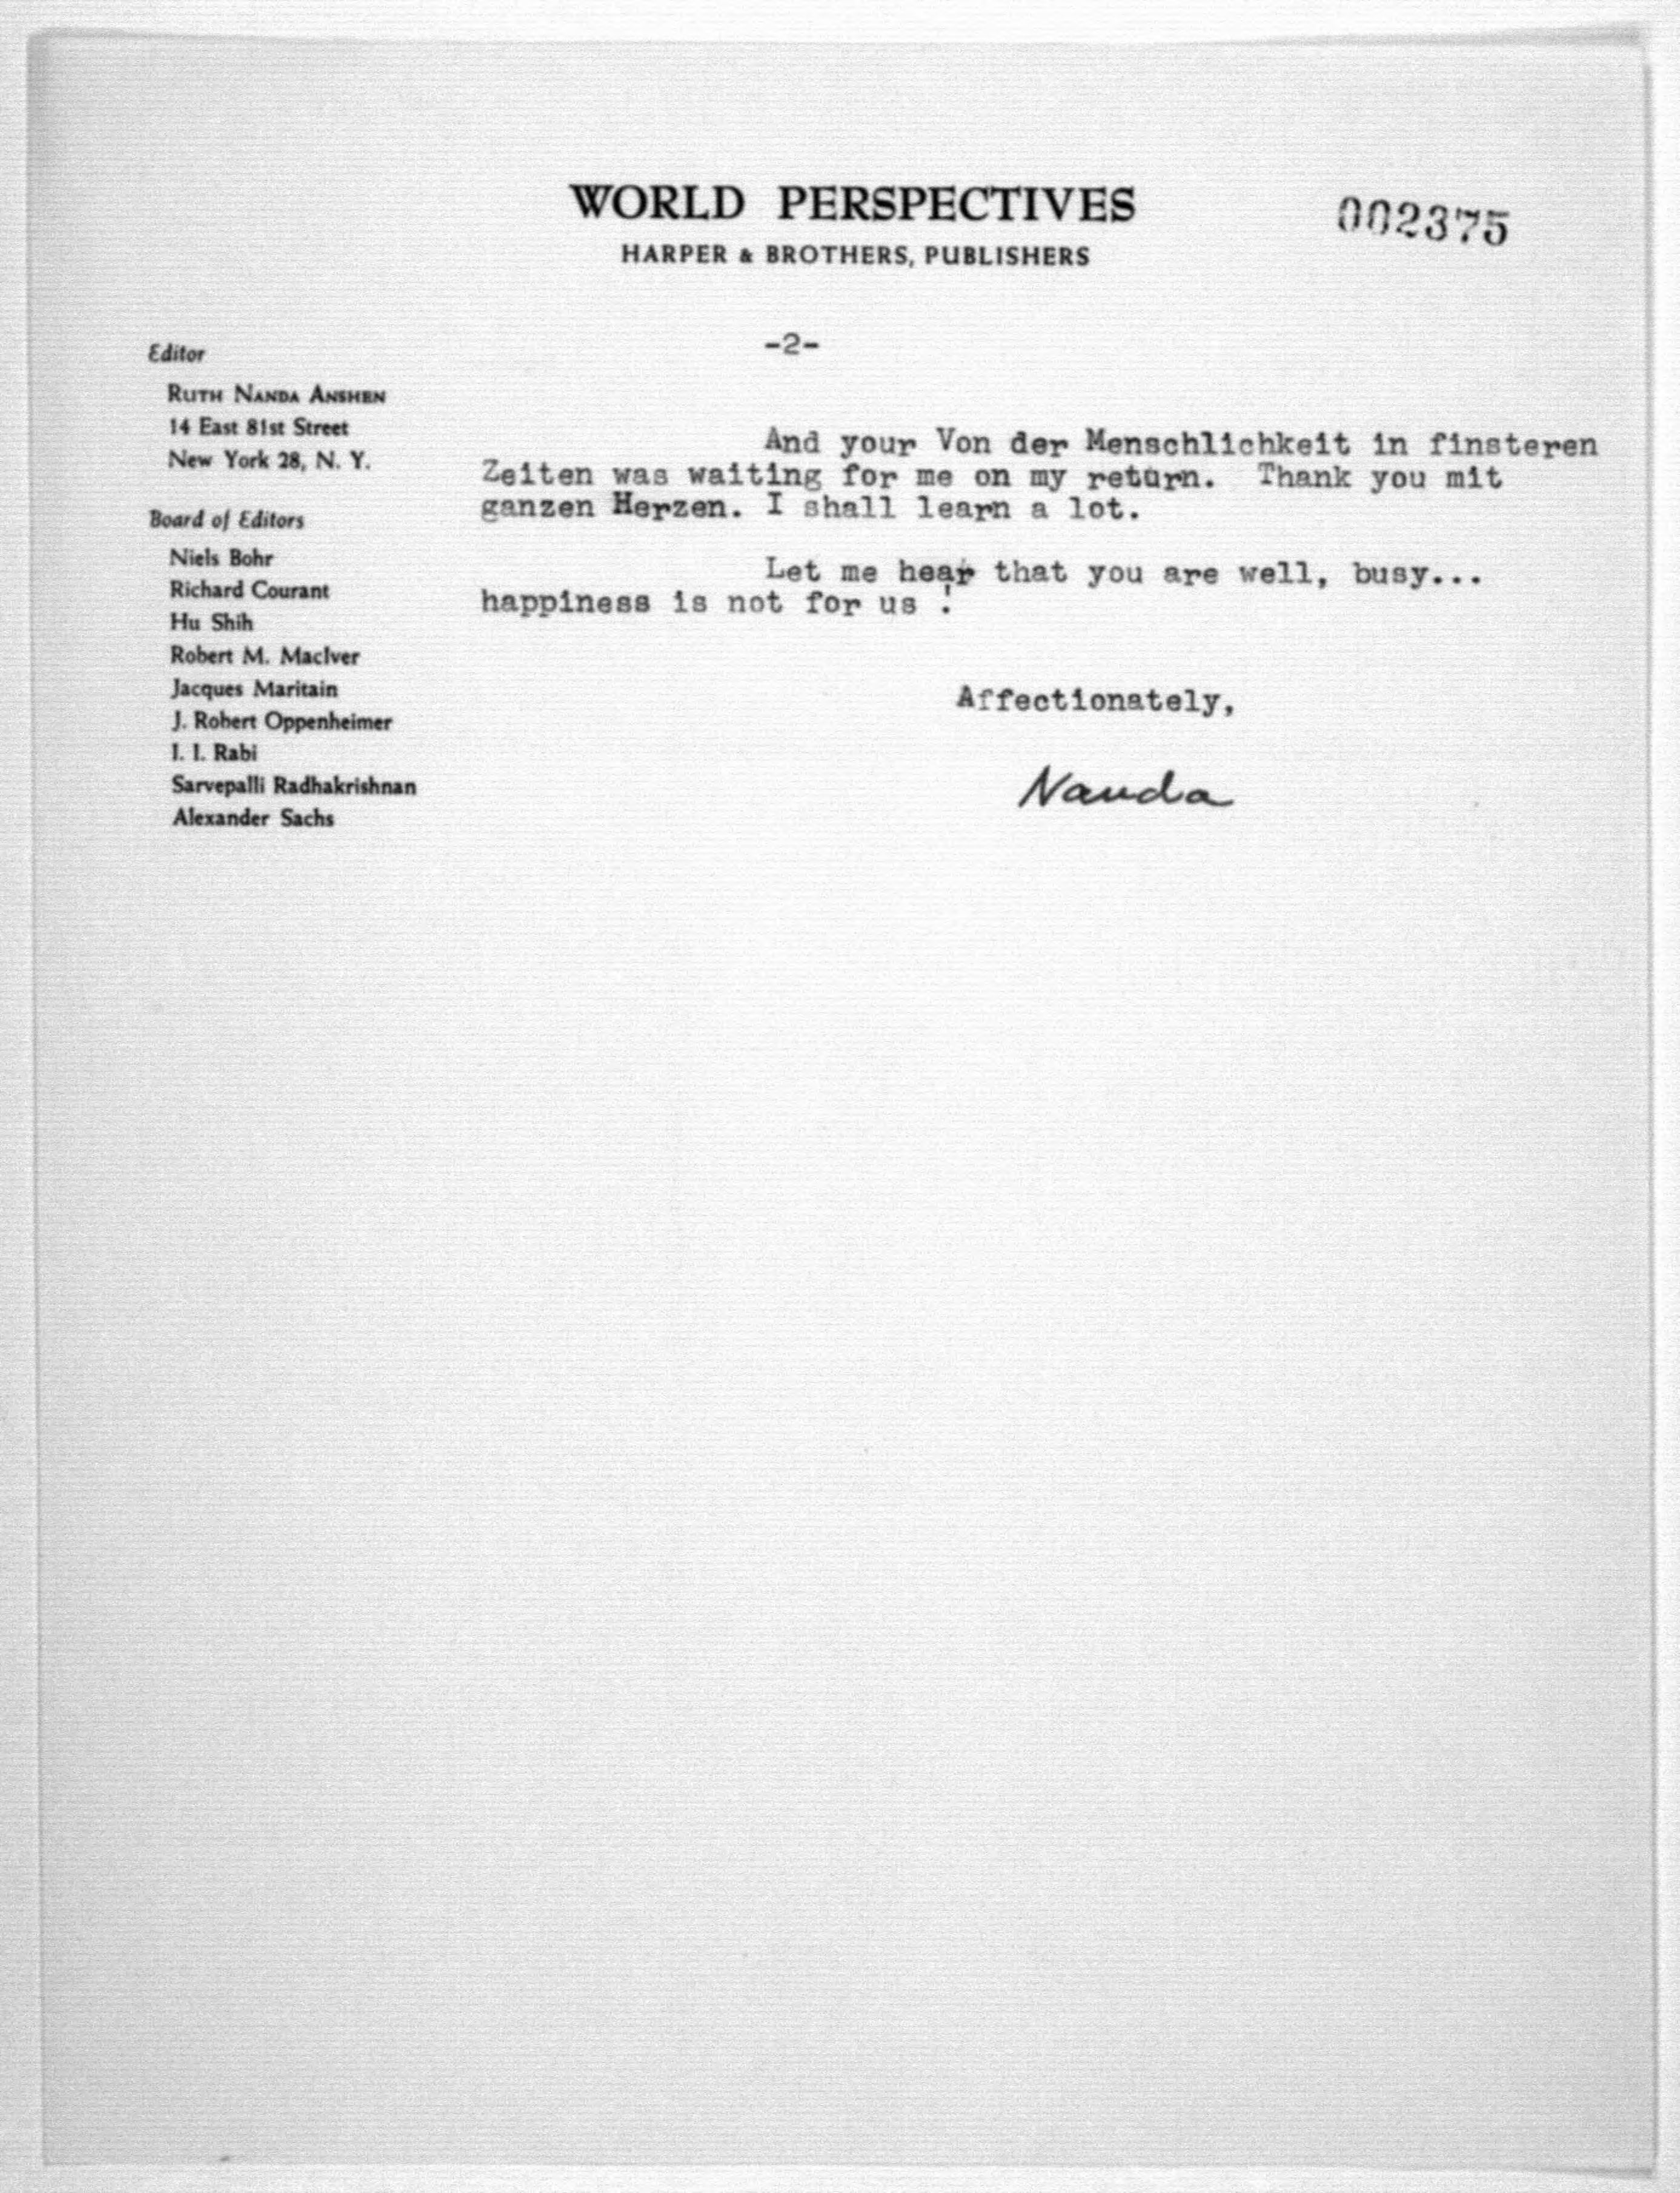 WORLD PERSPECTIVES
HARPER & BROTHERS, PUBLISHERS
002375
-2-
Editor
RUTH NANDA ANSHEN
14 East 81st Street
New York 28, N. Y.
Board of Editors
Niels Bohr
Richard Courant
Hu Shih
Robert M. MacIver
Jacques Maritain
J. Robert Oppenheimer
I. I. Rabi
Sarvepalli Radhakrishnan
Alexander Sachs
And your Von der Menschlichkeit in finsteren
Zeiten was waiting for me on my return. Thank you mit
ganzen Herzen. I shall learn a lot.
Let me hear that you are well, busy...
happiness is not for us !
Affectionately,
Nanda